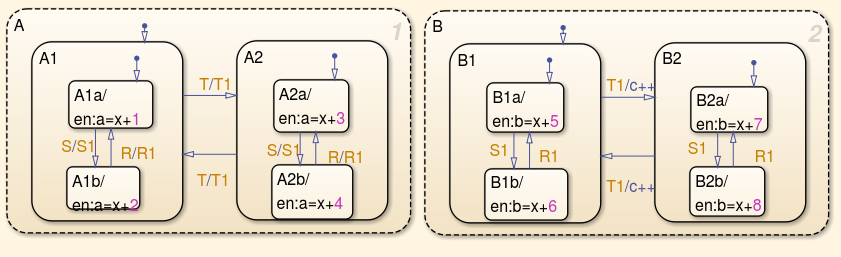 A
1
A1
A1a/
en:a=x+1
S/S1
R/R1
A1b/
en:a=x+2
T/T1
T/T1
A2
A2a/
en:a=x+3
S/S1
R/R1
A2b/
en:a=x+4
B
2
B1
B1a/
en:b=x+5
S1
R1
B1b/
en:b=x+6
T1/c++
T1/c++
B2
B2a/
en:b=x+7
S1
R1
B2b/
en:b=x+8